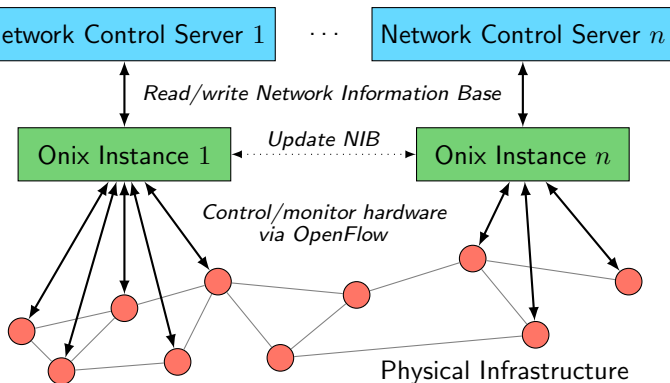 etwork Control Server 1 ··· Network Control Server n
Read/write Network Information Base
Onix Instance 1 Update NIB Onix Instance n
Control/monitor hardware
via OpenFlow
Physical Infrastructure